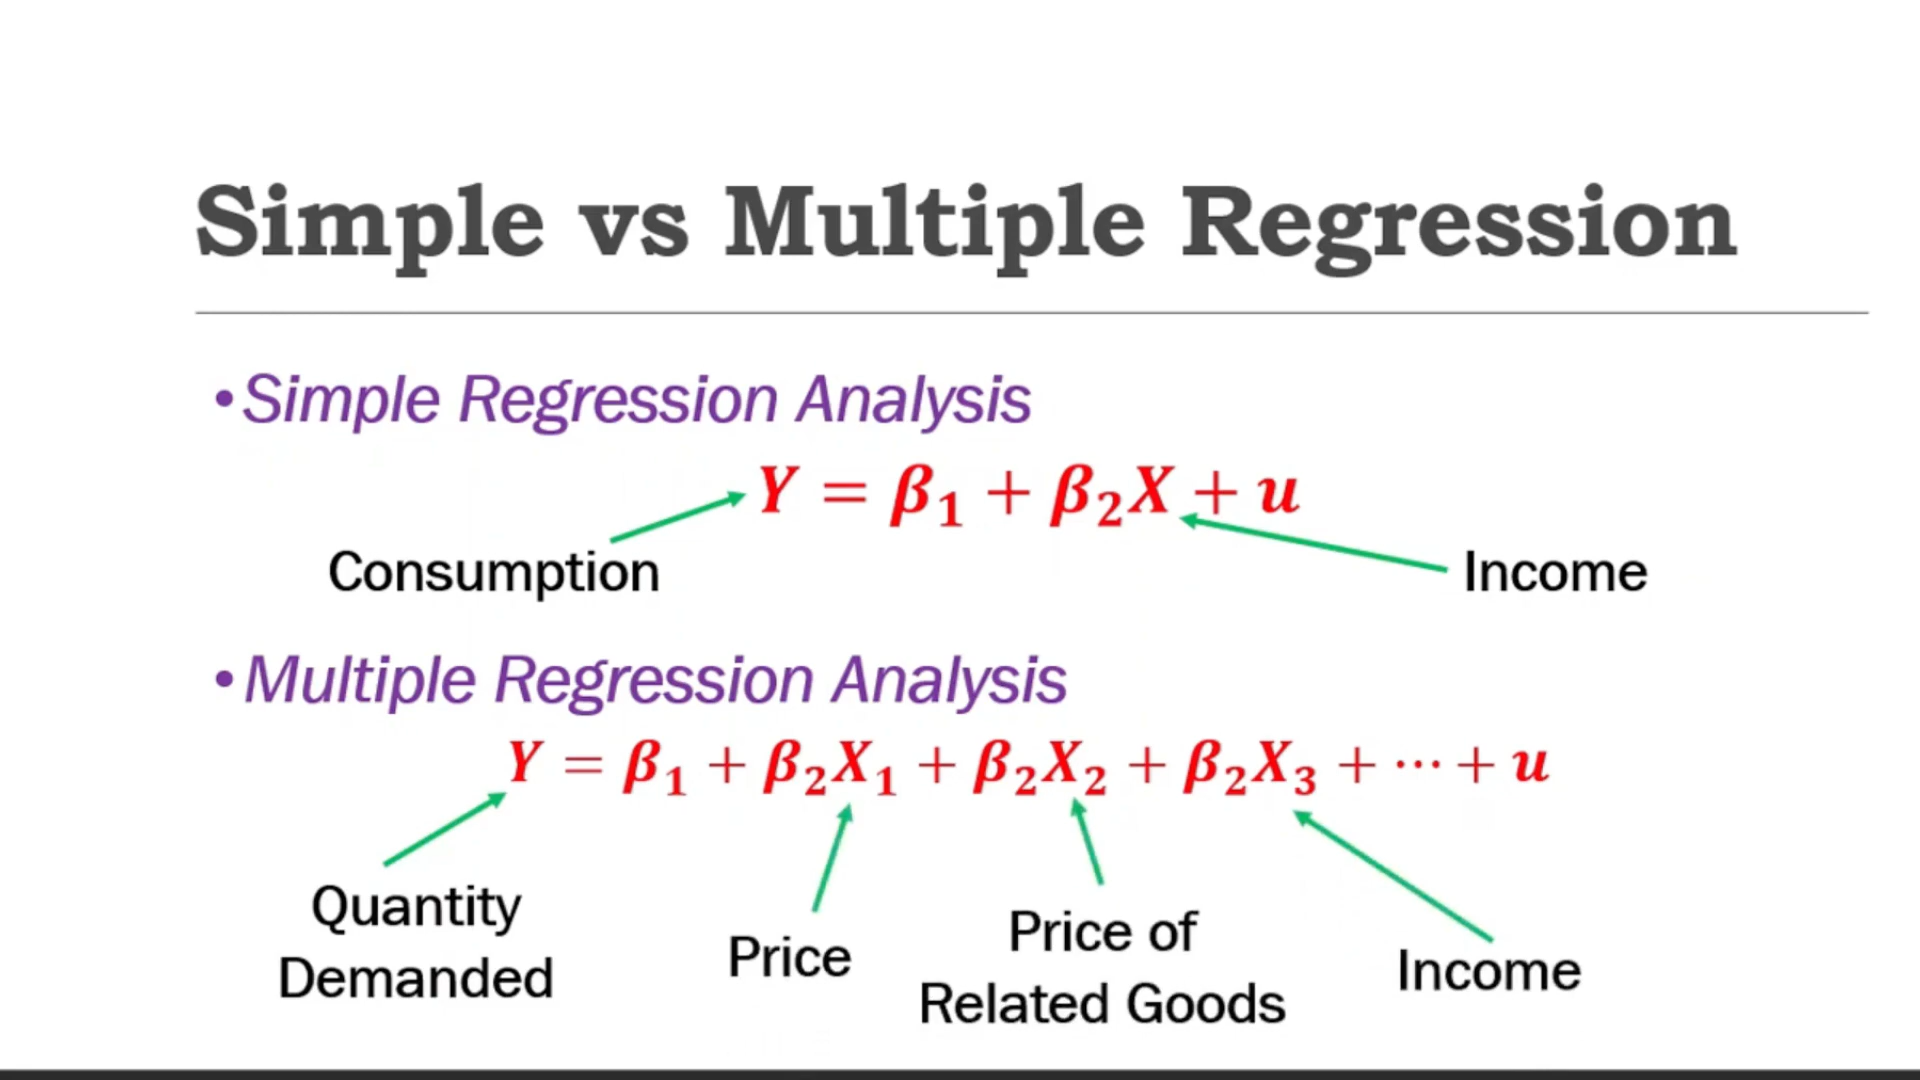 Simple vs Multiple Regression
•Simple Regression Analysis
Y = β₁ + β₂X + u
Consumption
Income
•Multiple Regression Analysis
Y = β₁ + β₂X₁ + β₂X₂ + β₂X₃ + ⋯ + u
Quantity
Demanded
Price
Price of
Related Goods
Income